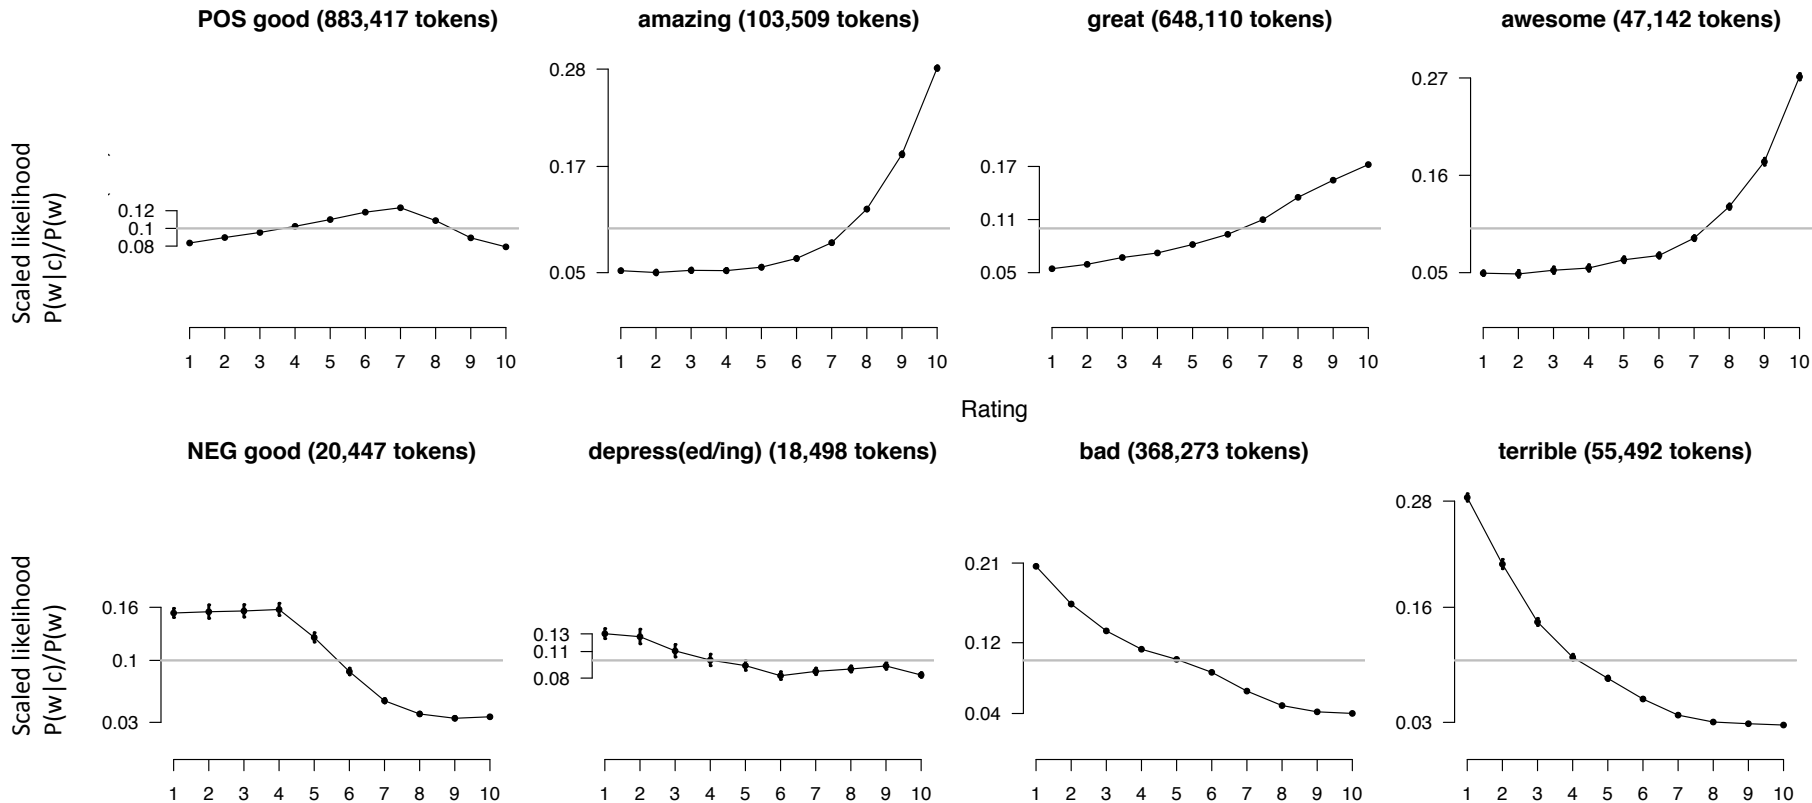 POS good (883,417 tokens)
amazing (103,509 tokens)
great (648,110 tokens)
awesome (47,142 tokens)
Scaled likelihood
P(w|c)/P(w)
0.12
0.1
0.08
1 2 3 4 5 6 7 8 9 10
0.28
0.17
0.05
1 2 3 4 5 6 7 8 9 10
0.17
0.11
0.05
1 2 3 4 5 6 7 8 9 10
0.27
0.16
0.05
1 2 3 4 5 6 7 8 9 10
Rating
NEG good (20,447 tokens)
depress(ed/ing) (18,498 tokens)
bad (368,273 tokens)
terrible (55,492 tokens)
Scaled likelihood
P(w|c)/P(w)
0.16
0.1
0.03
1 2 3 4 5 6 7 8 9 10
0.13
0.11
0.08
1 2 3 4 5 6 7 8 9 10
0.21
0.12
0.04
1 2 3 4 5 6 7 8 9 10
0.28
0.16
0.03
1 2 3 4 5 6 7 8 9 10